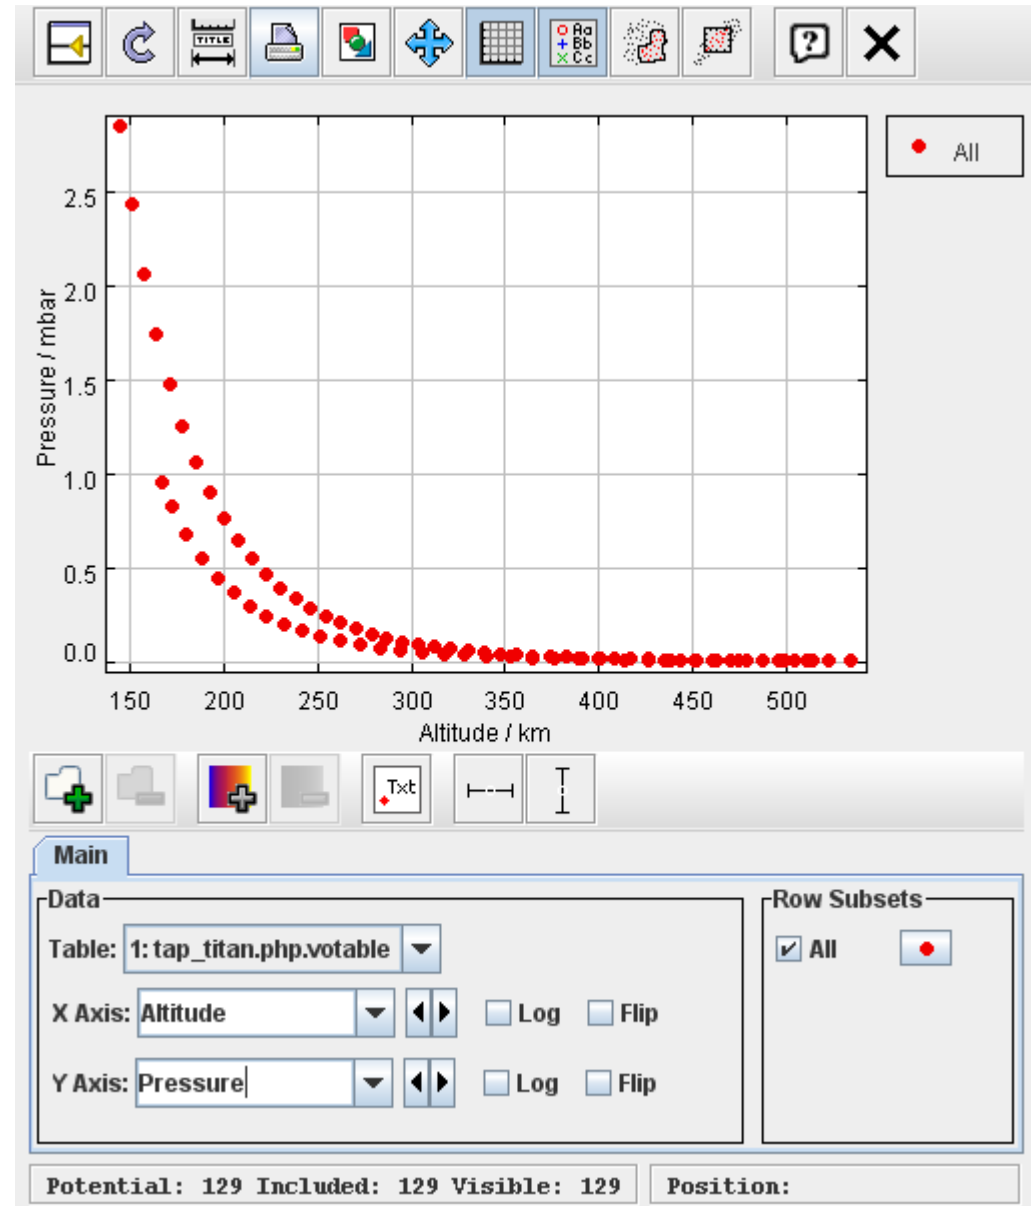 TITLE
Aa
Bb
Cc
?
All
2.5
2.0
1.5
1.0
0.5
0.0
Pressure / mbar
150 200 250 300 350 400 450 500
Altitude / km
Txt
Main
Data
Table: 1: tap_titan.php.votable
X Axis: Altitude Log Flip
Y Axis: Pressure Log Flip
Row Subsets
All
Potential: 129 Included: 129 Visible: 129 Position: